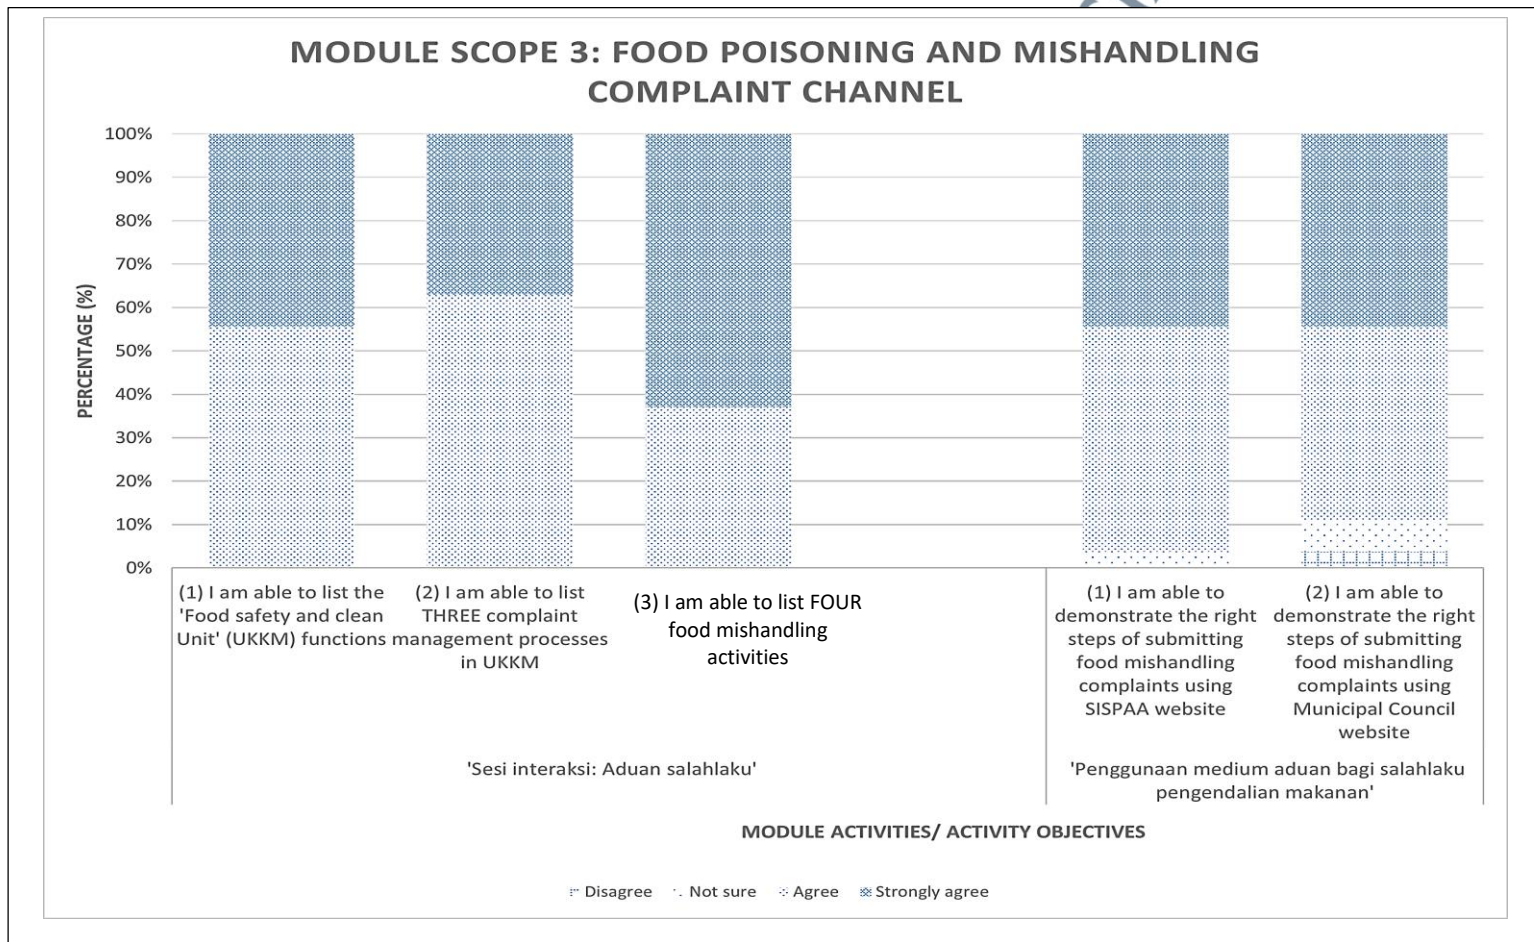 MODULE SCOPE 3: FOOD POISONING AND MISHANDLING
COMPLAINT CHANNEL
PERCENTAGE (%)
100%
90%
80%
70%
60%
50%
40%
30%
20%
10%
0%
(1) I am able to list the
'Food safety and clean
Unit' (UKKM) functions
(2) I am able to list
THREE complaint
management processes
in UKKM
(3) I am able to list FOUR
food mishandling
activities
(1) I am able to
demonstrate the right
steps of submitting
food mishandling
complaints using
SISPAA website
(2) I am able to
demonstrate the right
steps of submitting
food mishandling
complaints using
Municipal Council
website
'Sesi interaksi: Aduan salahlaku'
'Penggunaan medium aduan bagi salahlaku
pengendalian makanan'
MODULE ACTIVITIES/ ACTIVITY OBJECTIVES
Disagree Not sure Agree Strongly agree